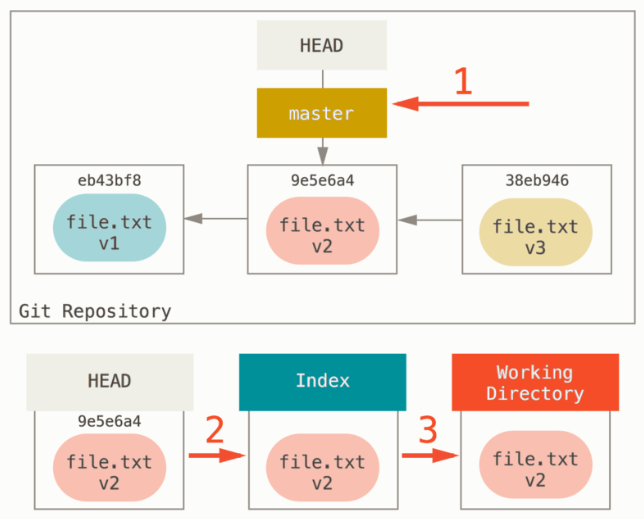 HEAD
1
master
eb43bf8
9e5e6a4
38eb946
file.txt
v1
file.txt
v2
file.txt
v3
Git Repository
HEAD
Index
Working
Directory
9e5e6a4
2
3
file.txt
v2
file.txt
v2
file.txt
v2